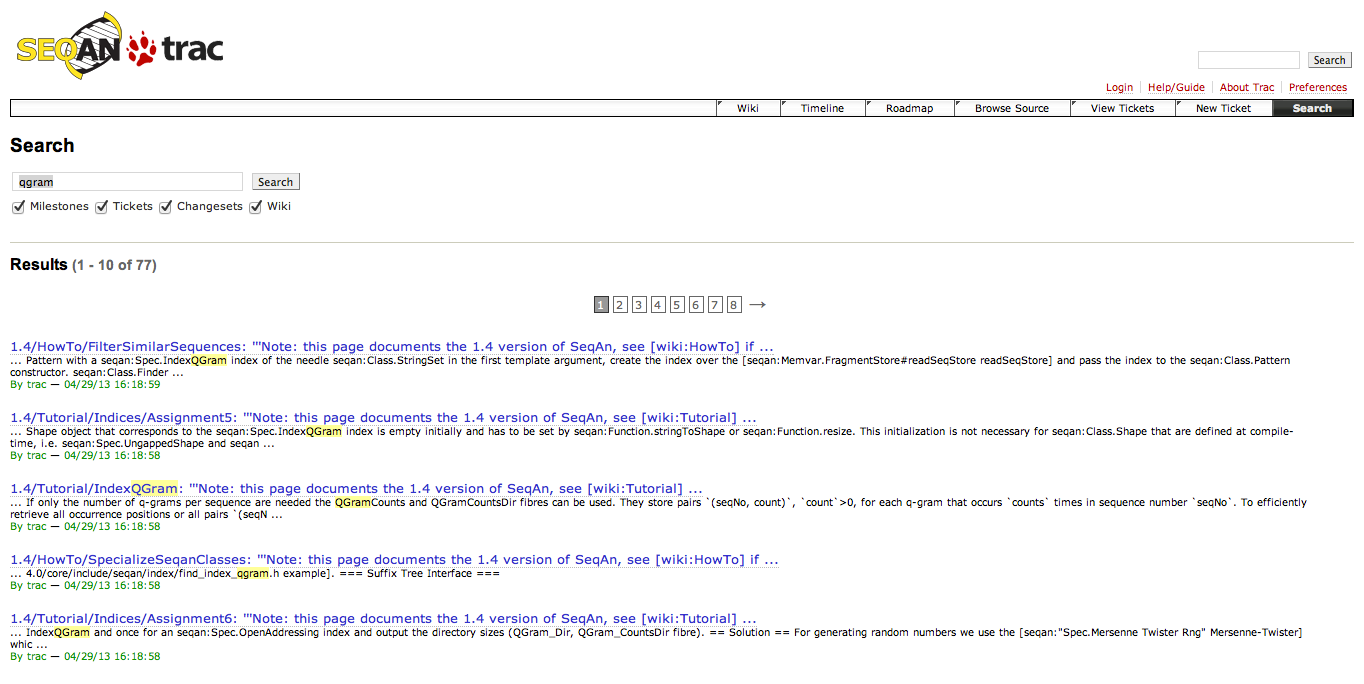 SEQAN trac
Search
Login Help/Guide About Trac Preferences
Wiki Timeline Roadmap Browse Source View Tickets New Ticket Search
Search
qgram Search
Milestones Tickets Changesets Wiki
Results (1 - 10 of 77)
1 2 3 4 5 6 7 8 →
1.4/HowTo/FilterSimilarSequences: '''Note: this page documents the 1.4 version of SeqAn, see [wiki:HowTo] if ...
... Pattern with a seqan:Spec.IndexQGram index of the needle seqan:Class.StringSet in the first template argument, create the index over the [seqan:Memvar.FragmentStore#readSeqStore readSeqStore] and pass the index to the seqan:Class.Pattern
constructor. seqan:Class.Finder ...
By trac — 04/29/13 16:18:59
1.4/Tutorial/Indices/Assignment5: '''Note: this page documents the 1.4 version of SeqAn, see [wiki:Tutorial] ...
... Shape object that corresponds to the seqan:Spec.IndexQGram index is empty initially and has to be set by seqan:Function.stringToShape or seqan:Function.resize. This initialization is not necessary for seqan:Class.Shape that are defined at compile-
time, i.e. seqan:Spec.UngappedShape and seqan ...
By trac — 04/29/13 16:18:58
1.4/Tutorial/IndexQGram: '''Note: this page documents the 1.4 version of SeqAn, see [wiki:Tutorial] ...
... If only the number of q-grams per sequence are needed the QGramCounts and QGramCountsDir fibres can be used. They store pairs `(seqNo, count)`, `count`>0, for each q-gram that occurs `counts` times in sequence number `seqNo`. To efficiently
retrieve all occurrence positions or all pairs `(seqN ...
By trac — 04/29/13 16:18:58
1.4/HowTo/SpecializeSeqanClasses: '''Note: this page documents the 1.4 version of SeqAn, see [wiki:HowTo] if ...
... 4.0/core/include/seqan/index/find_index_qgram.h example]. === Suffix Tree Interface ===
By trac — 04/29/13 16:18:58
1.4/Tutorial/Indices/Assignment6: '''Note: this page documents the 1.4 version of SeqAn, see [wiki:Tutorial] ...
... IndexQGram and once for an seqan:Spec.OpenAddressing index and output the directory sizes (QGram_Dir, QGram_CountsDir fibre). == Solution == For generating random numbers we use the [seqan:"Spec.Mersenne Twister Rng" Mersenne-Twister]
whic ...
By trac — 04/29/13 16:18:58